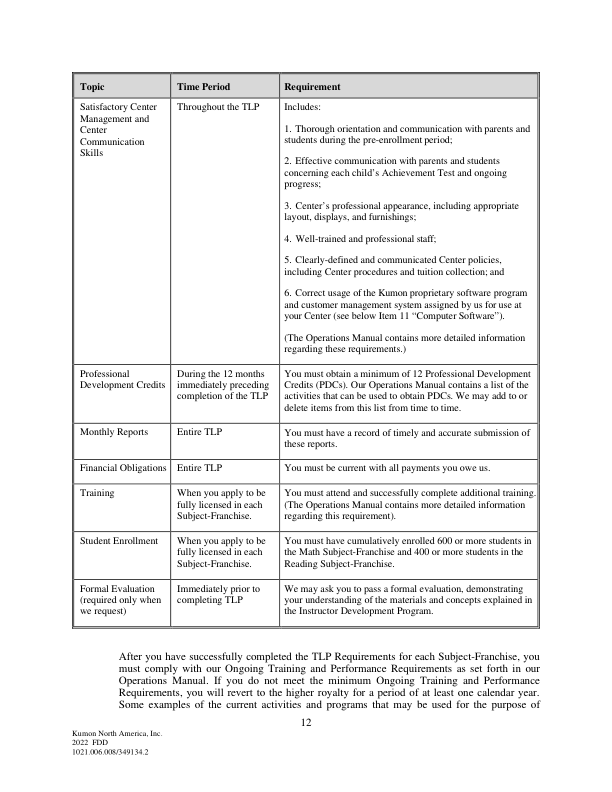 Topic
Time Period
Requirement
Satisfactory Center
Management and
Center
Communication
Skills
Throughout the TLP
Includes:
1. Thorough orientation and communication with parents and
students during the pre-enrollment period;
2. Effective communication with parents and students
concerning each child's Achievement Test and ongoing
progress;
3. Center's professional appearance, including appropriate
layout, displays, and furnishings;
4. Well-trained and professional staff;
5. Clearly-defined and communicated Center policies,
including Center procedures and tuition collection; and
6. Correct usage of the Kumon proprietary software program
and customer management system assigned by us for use at
your Center (see below Item 11 “Computer Software”).
(The Operations Manual contains more detailed information
regarding these requirements.)
Professional
Development Credits
During the 12 months
immediately preceding
completion of the TLP
You must obtain a minimum of 12 Professional Development
Credits (PDCs). Our Operations Manual contains a list of the
activities that can be used to obtain PDCs. We may add to or
delete items from this list from time to time.
Monthly Reports
Entire TLP
You must have a record of timely and accurate submission of
these reports.
Financial Obligations
Entire TLP
You must be current with all payments you owe us.
Training
When you apply to be
fully licensed in each
Subject-Franchise.
You must attend and successfully complete additional training.
(The Operations Manual contains more detailed information
regarding this requirement).
Student Enrollment
When you apply to be
fully licensed in each
Subject-Franchise.
You must have cumulatively enrolled 600 or more students in
the Math Subject-Franchise and 400 or more students in the
Reading Subject-Franchise.
Formal Evaluation
(required only when
we request)
Immediately prior to
completing TLP
We may ask you to pass a formal evaluation, demonstrating
your understanding of the materials and concepts explained in
the Instructor Development Program.
After you have successfully completed the TLP Requirements for each Subject-Franchise, you
must comply with our Ongoing Training and Performance Requirements as set forth in our
Operations Manual. If you do not meet the minimum Ongoing Training and Performance
Requirements, you will revert to the higher royalty for a period of at least one calendar year.
Some examples of the current activities and programs that may be used for the purpose of
12
Kumon North America, Inc.
2022 FDD
1021.006.008/349134.2